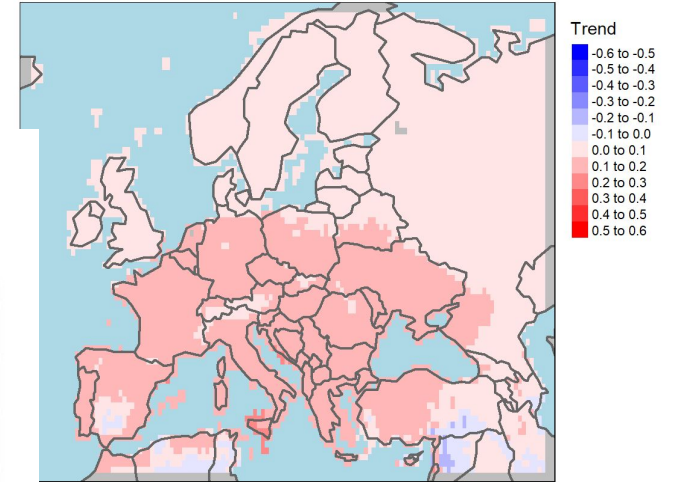 Trend
-0.6 to -0.5
-0.5 to -0.4
-0.4 to -0.3
-0.3 to -0.2
-0.2 to -0.1
-0.1 to 0.0
0.0 to 0.1
0.1 to 0.2
0.2 to 0.3
0.3 to 0.4
0.4 to 0.5
0.5 to 0.6